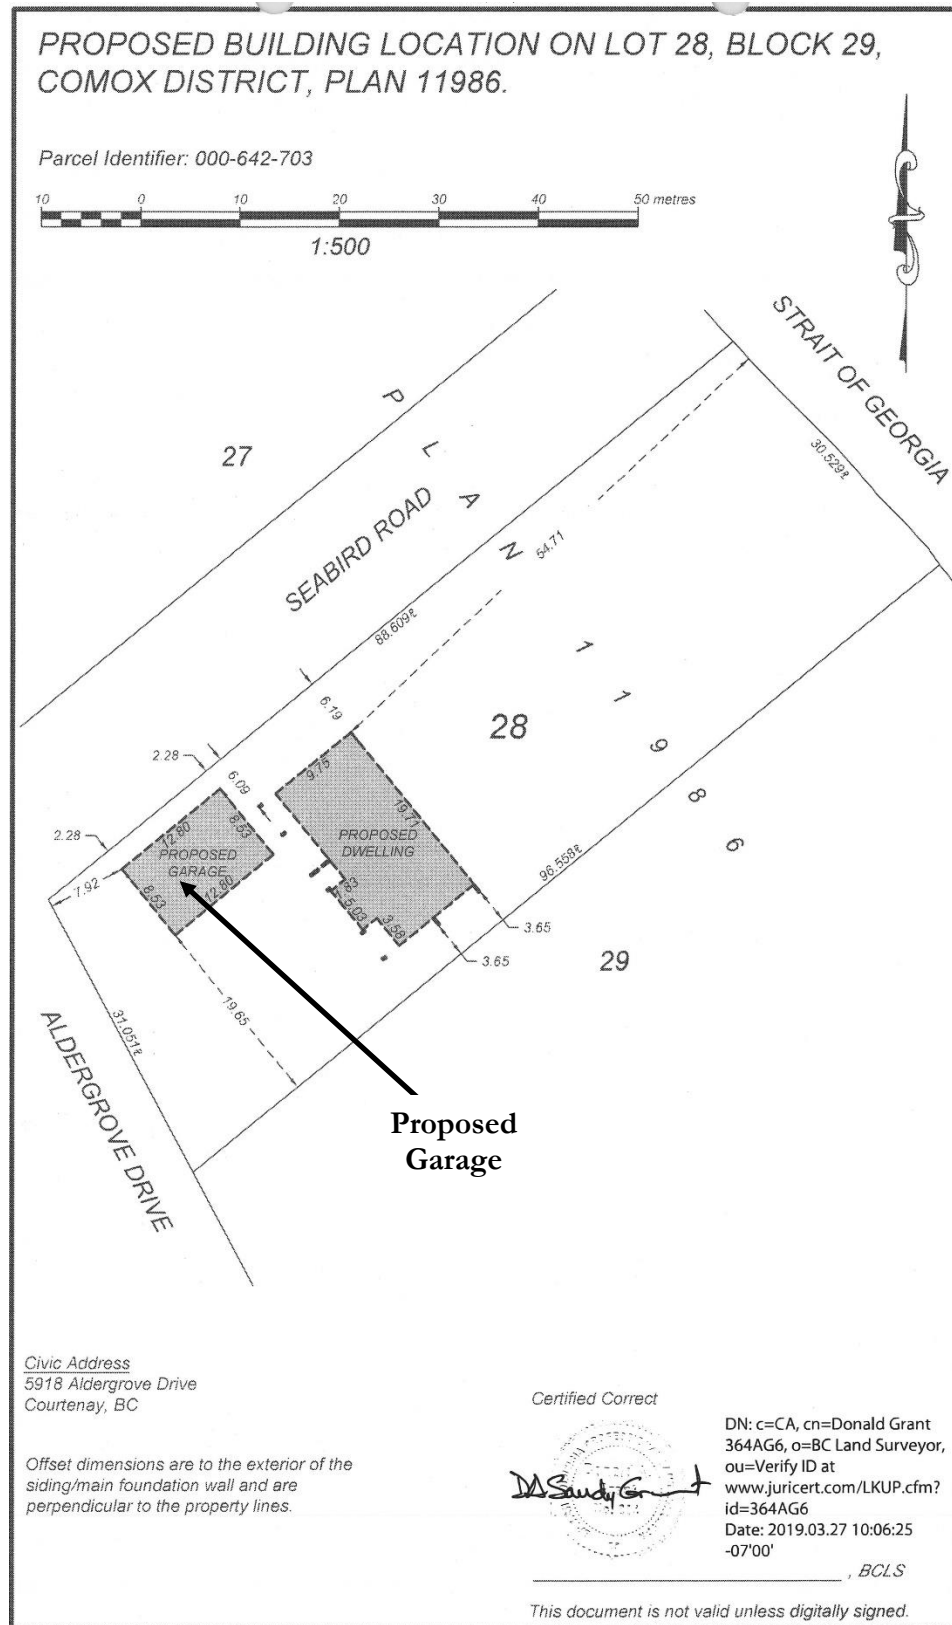 PROPOSED BUILDING LOCATION ON LOT 28, BLOCK 29,
COMOX DISTRICT, PLAN 11986.
Parcel Identifier: 000-642-703
10 0 10 20 30 40 50 metres
1:500
STRAIT OF GEORGIA
P L A N
27
30.529±
SEABIRD ROAD
54.71
88.609±
1 1 9 8 6
6.19
28
2.28
6.09
9.75
2.28
12.80
8.53
19.71
PROPOSED
DWELLING
PROPOSED
GARAGE
96.558±
7.92
8.53
12.80
1.83
5.03
3.58
3.65
3.65
29
19.65
31.051±
ALDERGROVE DRIVE
Proposed
Garage
Civic Address
5918 Aldergrove Drive
Courtenay, BC
Offset dimensions are to the exterior of the
siding/main foundation wall and are
perpendicular to the property lines.
Certified Correct
DA Sandy Grant
DN: c=CA, cn=Donald Grant
364AG6, o=BC Land Surveyor,
ou=Verify ID at
www.juricert.com/LKUP.cfm?
id=364AG6
Date: 2019.03.27 10:06:25
-07'00'
, BCLS
This document is not valid unless digitally signed.